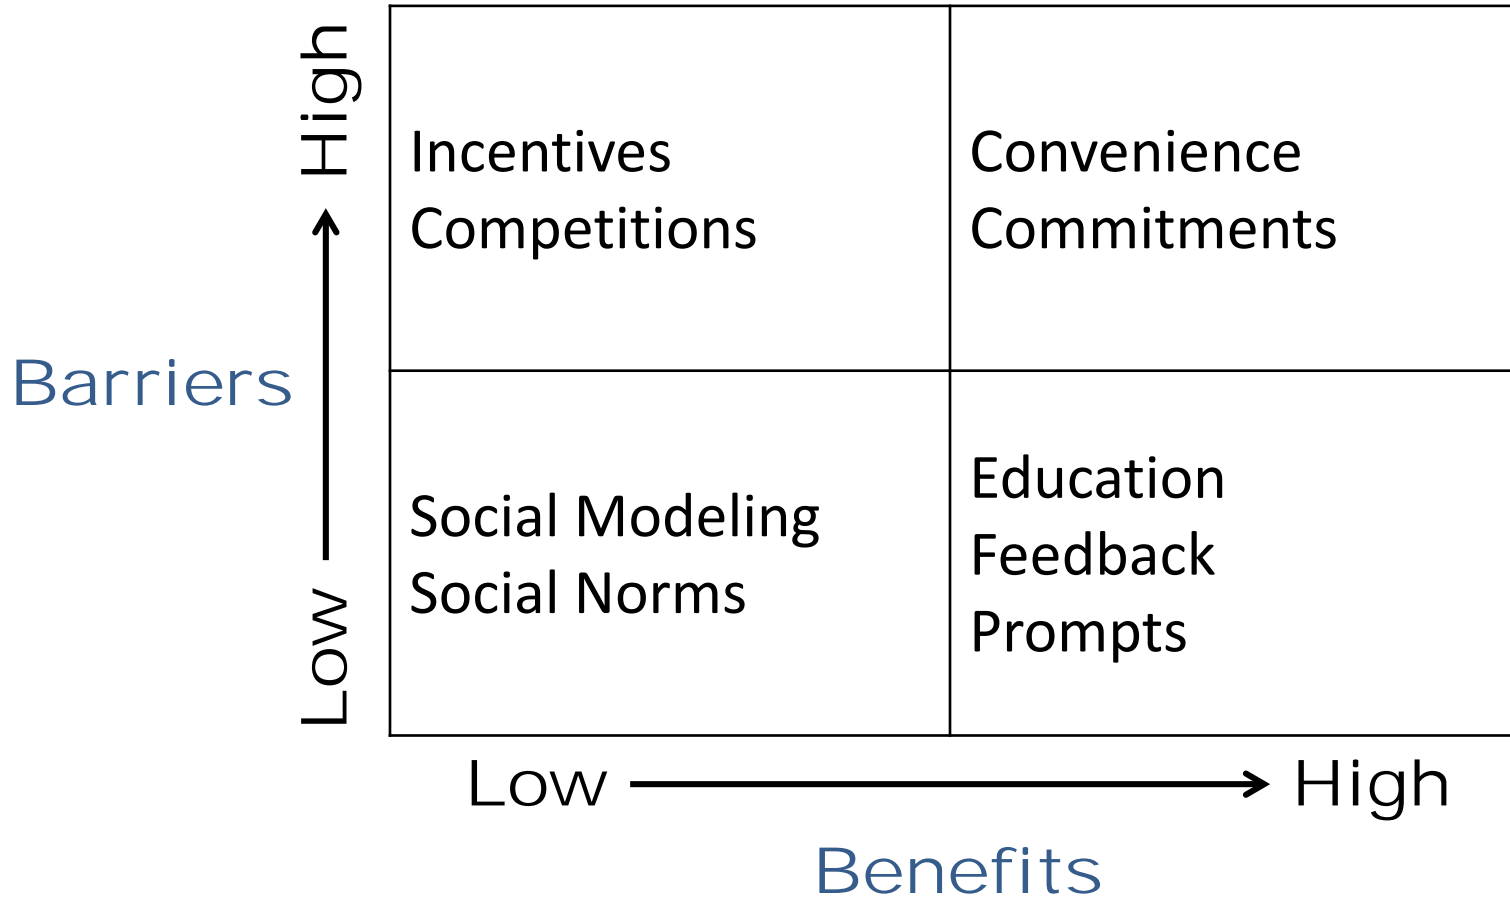 High
Incentives
Competitions
Convenience
Commitments
Barriers
Low
Social Modeling
Social Norms
Education
Feedback
Prompts
Low
High
Benefits